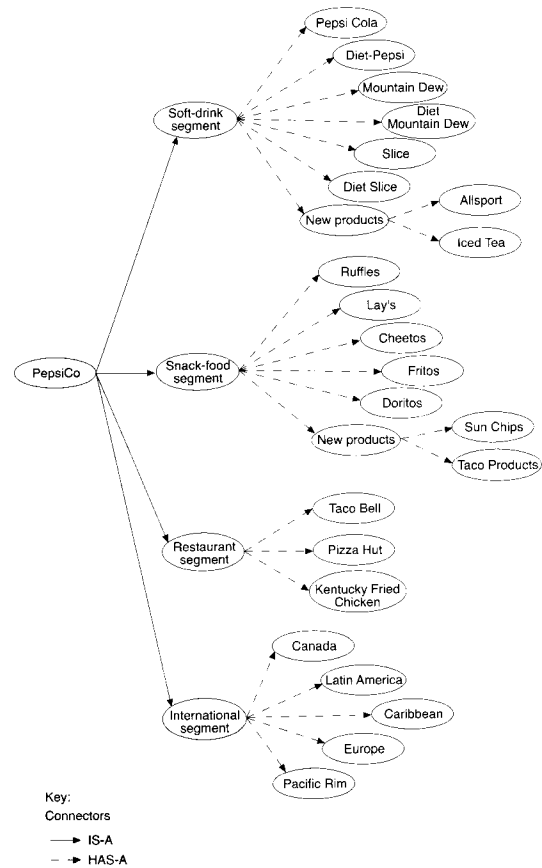 Pepsi Cola
Diet-Pepsi
Mountain Dew
Soft-drink
segment
Diet
Mountain Dew
Slice
Diet Slice
New products
Allsport
Iced Tea
Ruffles
Lay's
Cheetos
PepsiCo
Snack-food
segment
Fritos
Doritos
New products
Sun Chips
Taco Products
Taco Bell
Restaurant
segment
Pizza Hut
Kentucky Fried
Chicken
Canada
Latin America
International
segment
Caribbean
Europe
Pacific Rim
Key:
Connectors
IS-A
HAS-A